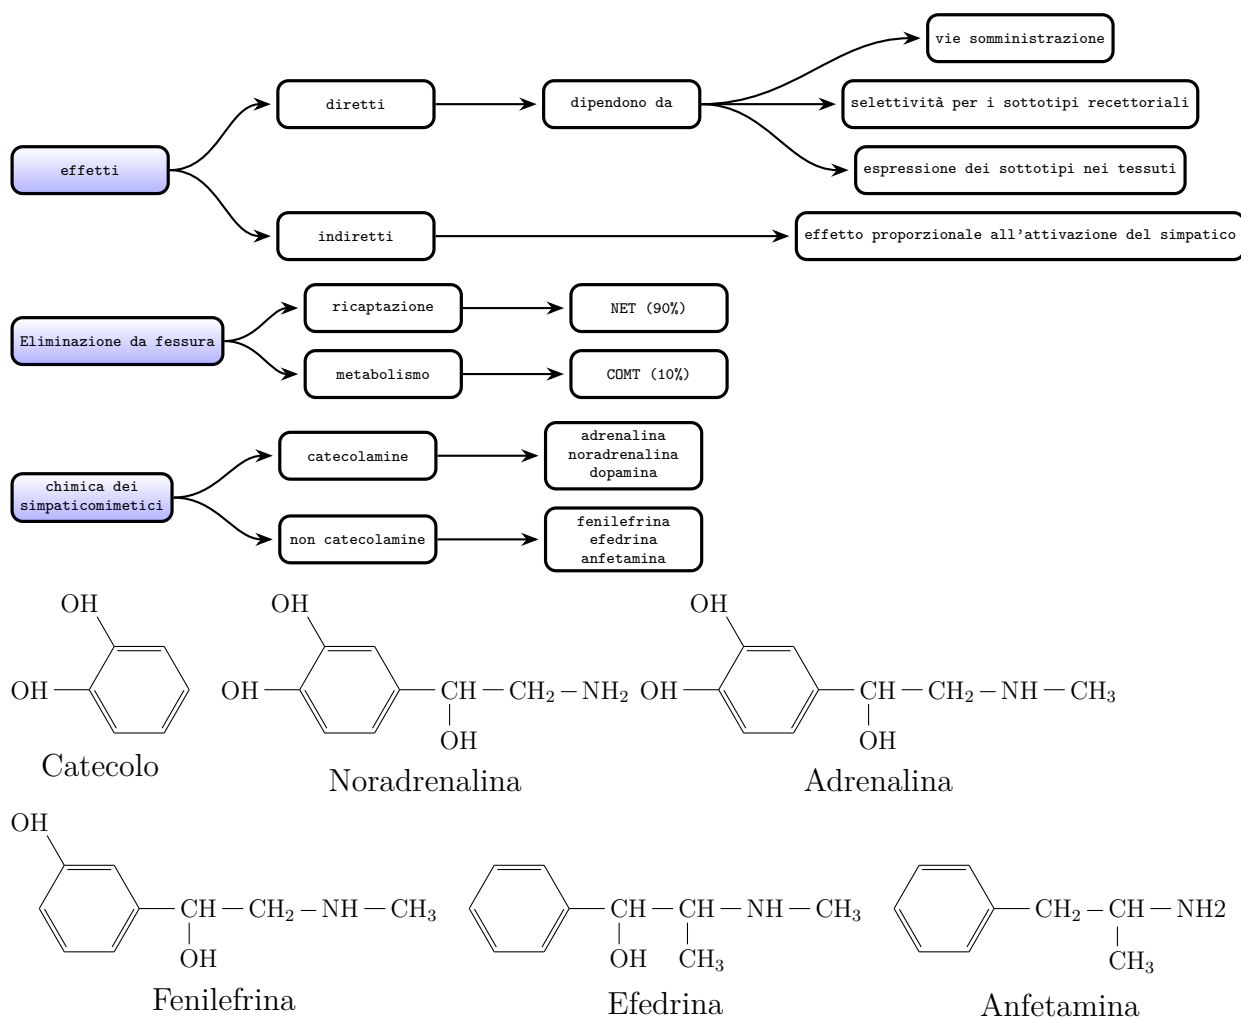 vie somministrazione
diretti
dipendono da
selettività per i sottotipi recettoriali
effetti
espressione dei sottotipi nei tessuti
indiretti
effetto proporzionale all'attivazione del simpatico
ricaptazione
NET (90%)
Eliminazione da fessura
metabolismo
COMT (10%)
catecolamine
adrenalina
noradrenalina
dopamina
chimica dei
simpaticomimetici
non catecolamine
fenilefrina
efedrina
anfetamina
OH
OH
Catecolo
OH
OH
CH
CH₂
NH₂
OH
Noradrenalina
OH
OH
CH
CH₂
NH
CH₃
OH
Adrenalina
OH
CH
CH₂
NH
CH₃
OH
Fenilefrina
CH
CH
NH
CH₃
OH
CH₃
Efedrina
CH₂
CH
NH2
CH₃
Anfetamina